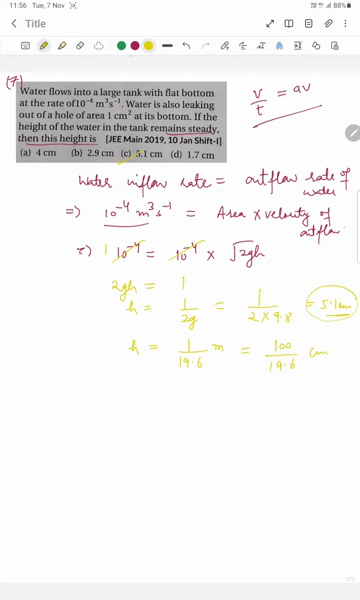 11:56 Tue, 7 Nov 88%
Title
(7)
Water flows into a large tank with flat bottom
at the rate of 10⁻⁴ m³s⁻¹. Water is also leaking
out of a hole of area 1 cm² at its bottom. If the
height of the water in the tank remains steady,
then this height is [JEE Main 2019, 10 Jan Shift-I]
(a) 4 cm (b) 2.9 cm (c) 5.1 cm (d) 1.7 cm
v/t = av
Water inflow rate = outflow rate of water
⇒ 10⁻⁴ m³s⁻¹ = Area × velocity of
1 10⁻⁴ = 10⁻⁴ × √2gh
2gh = 1
h = 1/2g = 1/2×9.8 = 5.1cm
h = 1/19.6 m = 100/19.6 cm